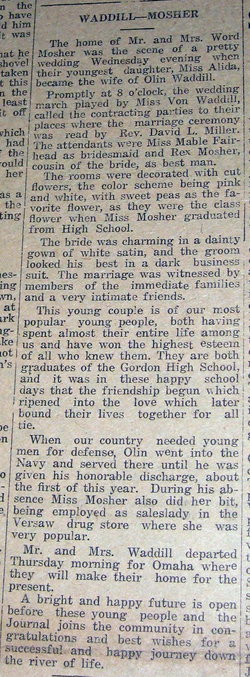 WADDILL—MOSHER
The home of Mr. and Mrs. Word
Mosher was the scene of a pretty
wedding Wednesday evening when
their youngest daughter, Miss Alida,
became the wife of Olin Waddill.
Promptly at 8 o'clock, the wedding
march played by Miss Von Waddill,
called the contracting parties to their
places where the marriage ceremony
was read by Rev. David L. Miller.
The attendants were Miss Mable Fair-
head as bridesmaid and Rex Mosher,
cousin of the bride, as best man.
The rooms were decorated with cut
flowers, the color scheme being pink
and white, with sweet peas as the fa-
vorite flower, as they were the class
flower when Miss Mosher graduated
from High School.
The bride was charming in a dainty
gown of white satin, and the groom
looked his best in a dark business
suit. The marriage was witnessed by
members of the immediate families
and a very intimate friends.
This young couple is of our most
popular young people, both having
spent almost their entire life among
us and have won the highest esteem
of all who knew them. They are both
graduates of the Gordon High School,
and it was in these happy school
days that the friendship begun which
ripened into the love which later
bound their lives together for all
tie.
When our country needed young
men for defense, Olin went into the
Navy and served there until he was
given his honorable discharge, about
the first of this year. During his ab-
sence Miss Mosher also did her bit,
being employed as saleslady in the
Versaw drug store where she was
very popular.
Mr. and Mrs. Waddill departed
Thursday morning for Omaha where
they will make their home for the
present.
A bright and happy future is open
before these young people and the
Journal joins the community in con-
gratulations and best wishes for a
successful and happy journey down
the river of life.